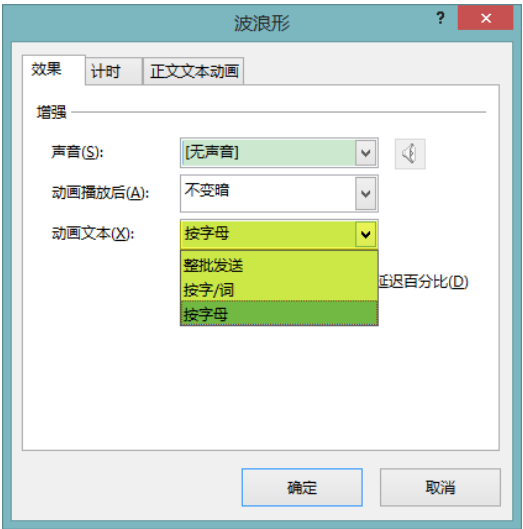 波浪形
?
效果 计时 正文文本动画
增强
声音(S): [无声音]
动画播放后(A): 不变暗
动画文本(X): 按字母
整批发送
按字/词 延迟百分比(D)
按字母
确定 取消